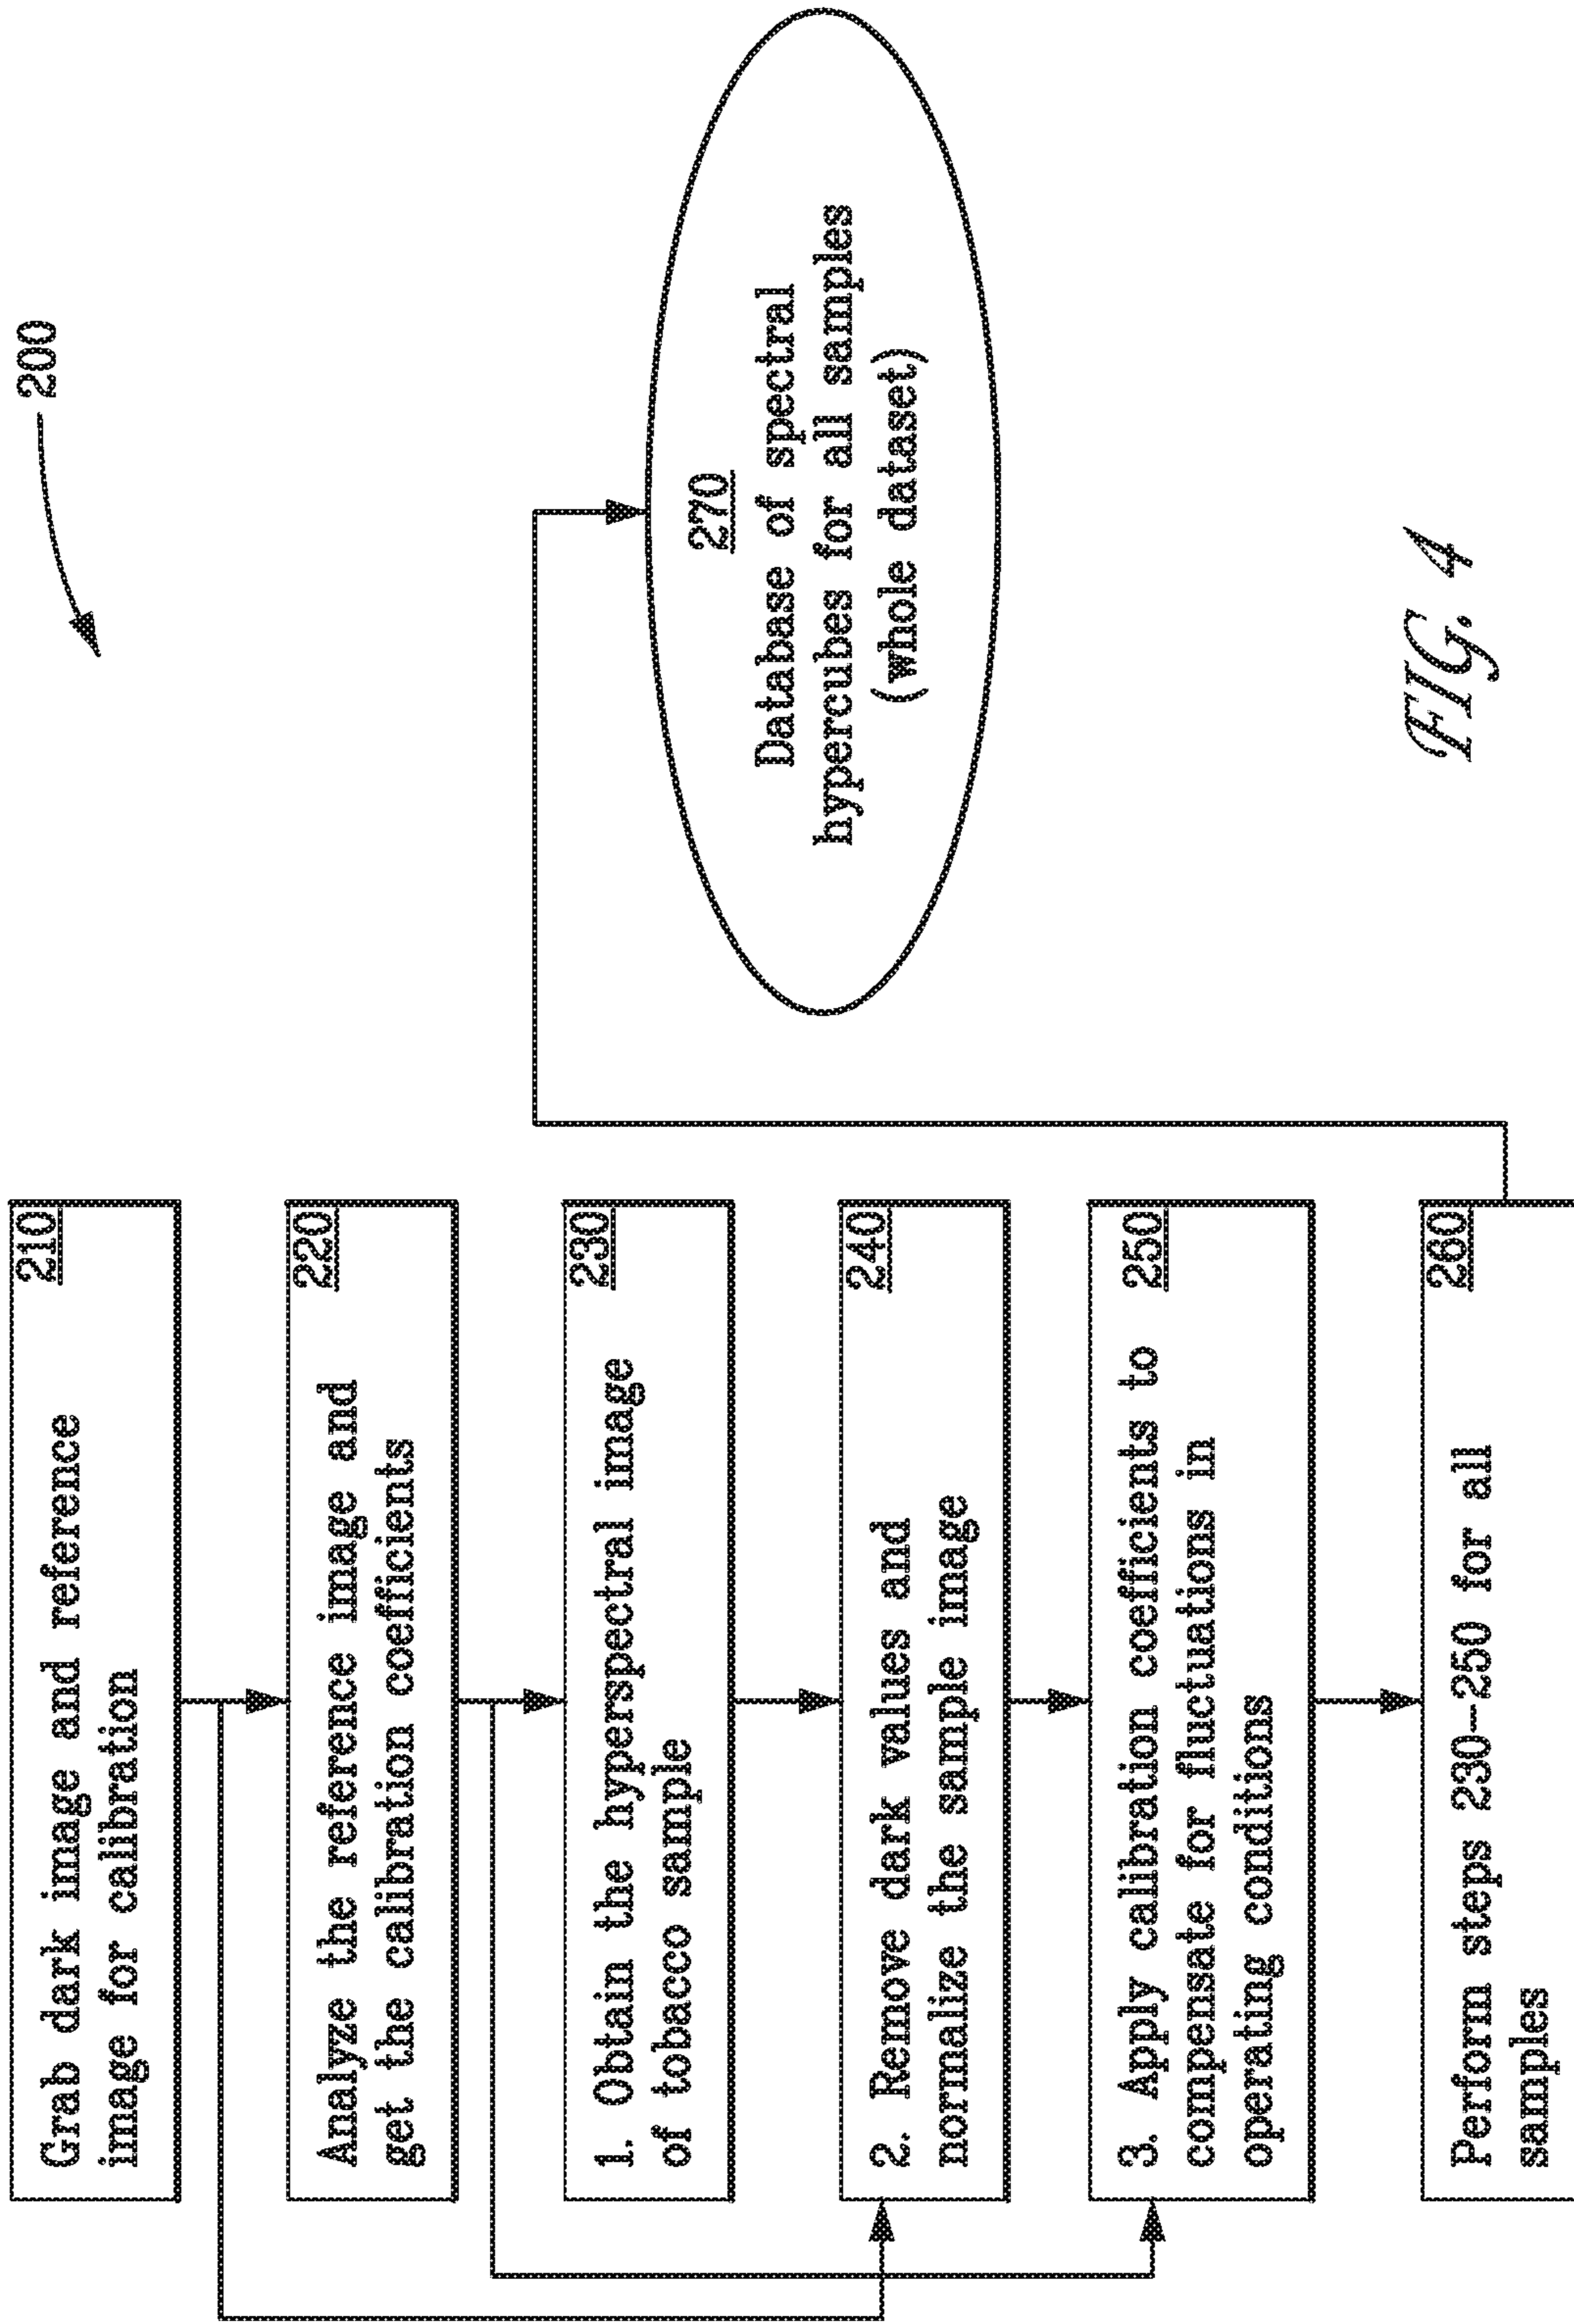 200
210
Grab dark image and reference
image for calibration
220
Analyze the reference image and
get the calibration coefficients
230
1. Obtain the hyperspectral image
of tobacco sample
240
2. Remove dark values and
normalize the sample image
250
3. Apply calibration coefficients to
compensate for fluctuations in
operating conditions
260
Perform steps 230-250 for all
samples
270
Database of spectral
hypercubes for all samples
(whole dataset)
FIG. 4